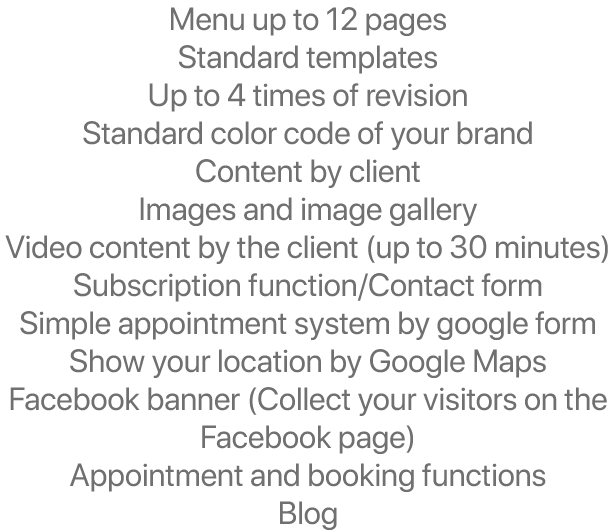 Menu up to 12 pages
Standard templates
Up to 4 times of revision
Standard color code of your brand
Content by client
Images and image gallery
Video content by the client (up to 30 minutes)
Subscription function/Contact form
Simple appointment system by google form
Show your location by Google Maps
Facebook banner (Collect your visitors on the
Facebook page)
Appointment and booking functions
Blog